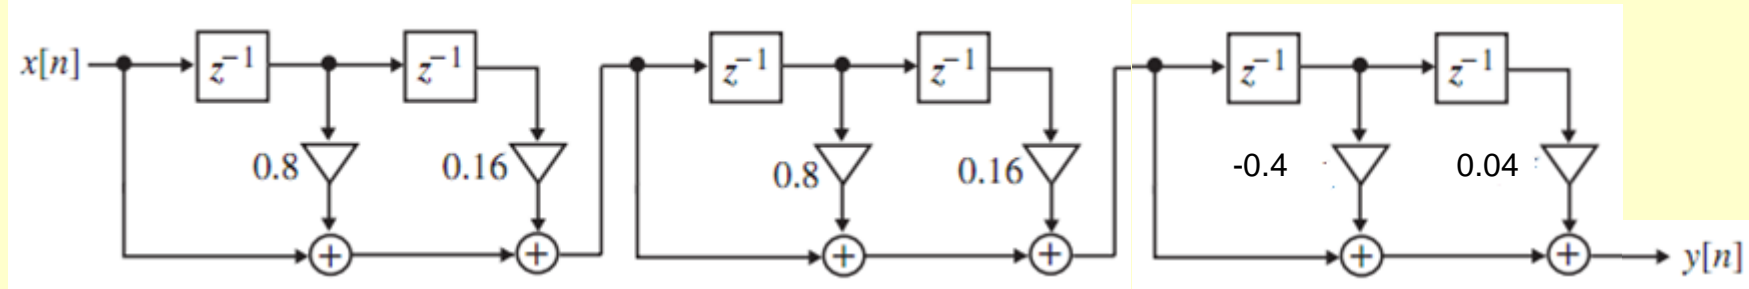 x[n] z⁻¹ z⁻¹ z⁻¹ z⁻¹ z⁻¹ z⁻¹
0.8 0.16 0.8 0.16 -0.4 0.04
+ + + + + + y[n]